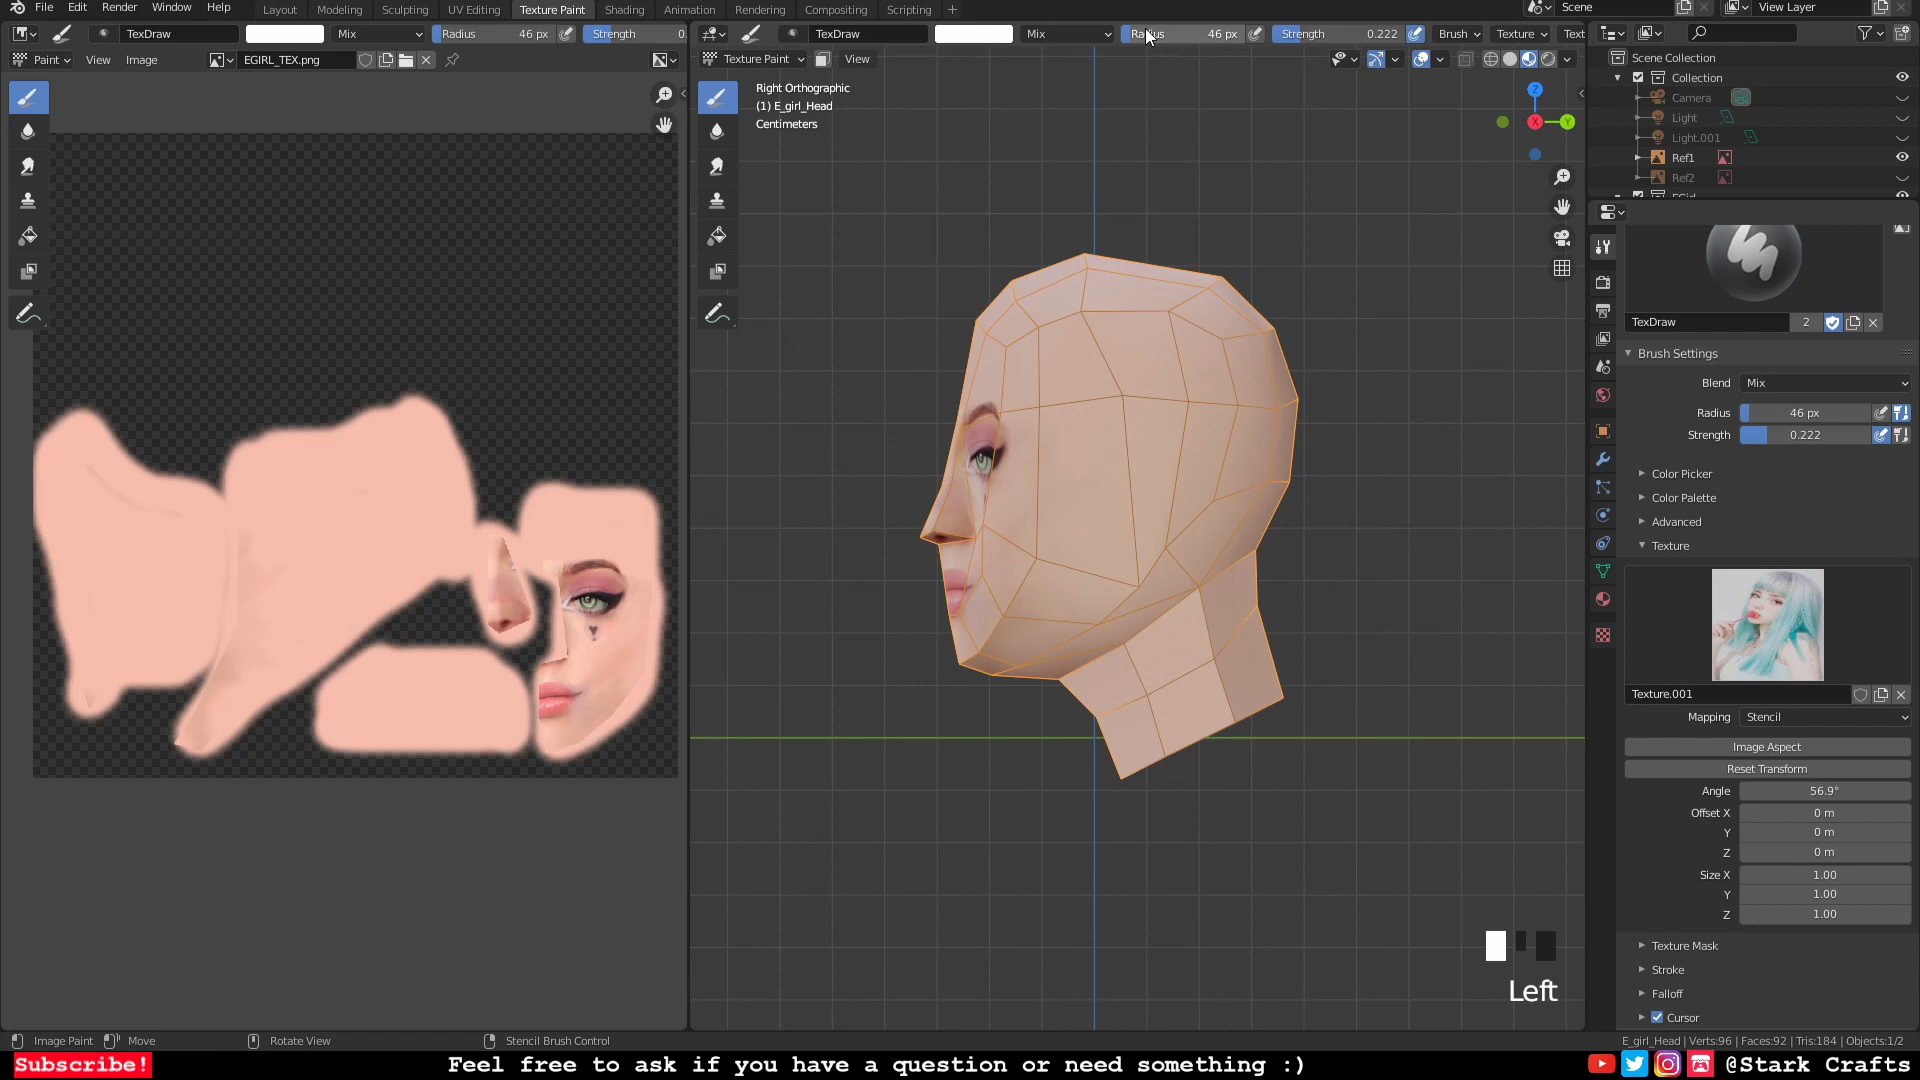 File Edit Render Window Help Layout Modeling Sculpting UV Editing Texture Paint Shading Animation Rendering Compositing Scripting + Scene View Layer
TexDraw Mix Radius 46 px Strength 0. TexDraw Mix Radius 46 px Strength 0.222 Brush Texture Text
Paint View Image EGIRL_TEX.png Texture Paint View
Right Orthographic
(1) E_girl_Head
Centimeters
Z
X
Y
Scene Collection
Collection
Camera
Light
Light.001
Ref1
Ref2
TexDraw 2
Brush Settings
Blend Mix
Radius 46 px
Strength 0.222
Color Picker
Color Palette
Advanced
Texture
Texture.001
Mapping Stencil
Image Aspect
Reset Transform
Angle 56.9°
Offset X 0 m
Y 0 m
Z 0 m
Size X 1.00
Y 1.00
Z 1.00
Texture Mask
Stroke
Falloff
Cursor
Left
Image Paint Move Rotate View Stencil Brush Control E_girl_Head | Verts:96 | Faces:92 | Tris:184 | Objects:1/2
Subscribe! Feel free to ask if you have a question or need something :) @Stark Crafts